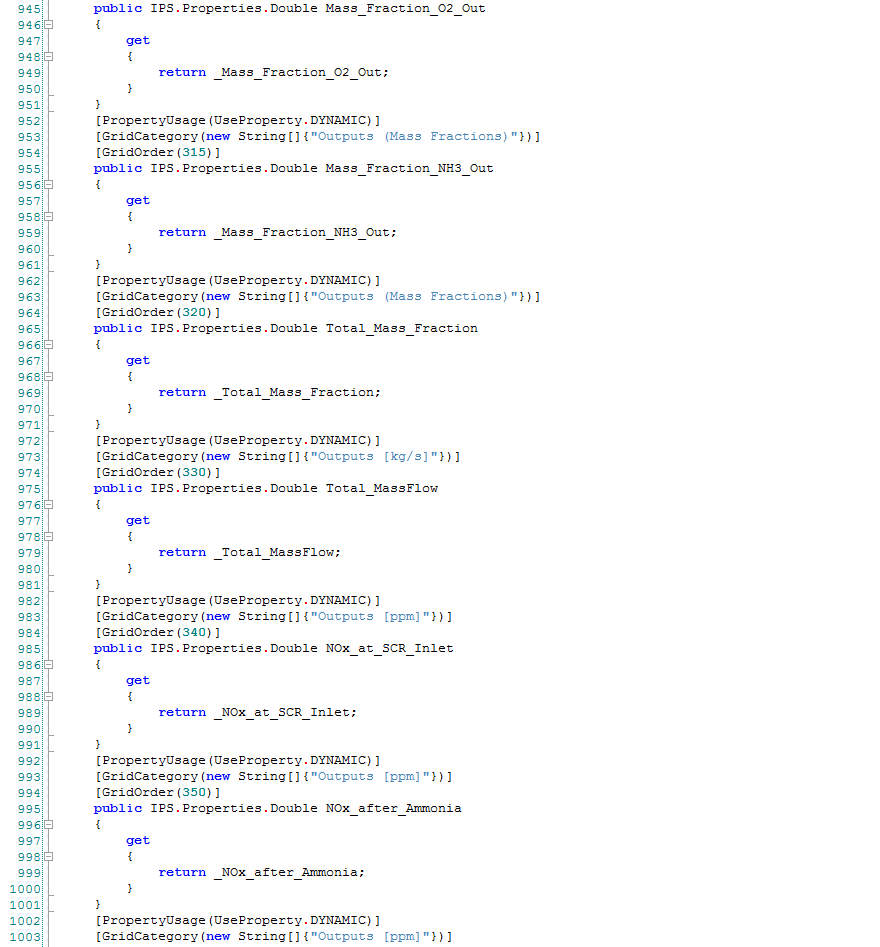 945 public IPS.Properties.Double Mass_Fraction_O2_Out
946 {
947 get
948 {
949 return _Mass_Fraction_O2_Out;
950 }
951 }
952 [PropertyUsage(UseProperty.DYNAMIC)]
953 [GridCategory(new String[]{"Outputs (Mass Fractions)"})]
954 [GridOrder(315)]
955 public IPS.Properties.Double Mass_Fraction_NH3_Out
956 {
957 get
958 {
959 return _Mass_Fraction_NH3_Out;
960 }
961 }
962 [PropertyUsage(UseProperty.DYNAMIC)]
963 [GridCategory(new String[]{"Outputs (Mass Fractions)"})]
964 [GridOrder(320)]
965 public IPS.Properties.Double Total_Mass_Fraction
966 {
967 get
968 {
969 return _Total_Mass_Fraction;
970 }
971 }
972 [PropertyUsage(UseProperty.DYNAMIC)]
973 [GridCategory(new String[]{"Outputs [kg/s]"})]
974 [GridOrder(330)]
975 public IPS.Properties.Double Total_MassFlow
976 {
977 get
978 {
979 return _Total_MassFlow;
980 }
981 }
982 [PropertyUsage(UseProperty.DYNAMIC)]
983 [GridCategory(new String[]{"Outputs [ppm]"})]
984 [GridOrder(340)]
985 public IPS.Properties.Double NOx_at_SCR_Inlet
986 {
987 get
988 {
989 return _NOx_at_SCR_Inlet;
990 }
991 }
992 [PropertyUsage(UseProperty.DYNAMIC)]
993 [GridCategory(new String[]{"Outputs [ppm]"})]
994 [GridOrder(350)]
995 public IPS.Properties.Double NOx_after_Ammonia
996 {
997 get
998 {
999 return _NOx_after_Ammonia;
1000 }
1001 }
1002 [PropertyUsage(UseProperty.DYNAMIC)]
1003 [GridCategory(new String[]{"Outputs [ppm]"})]